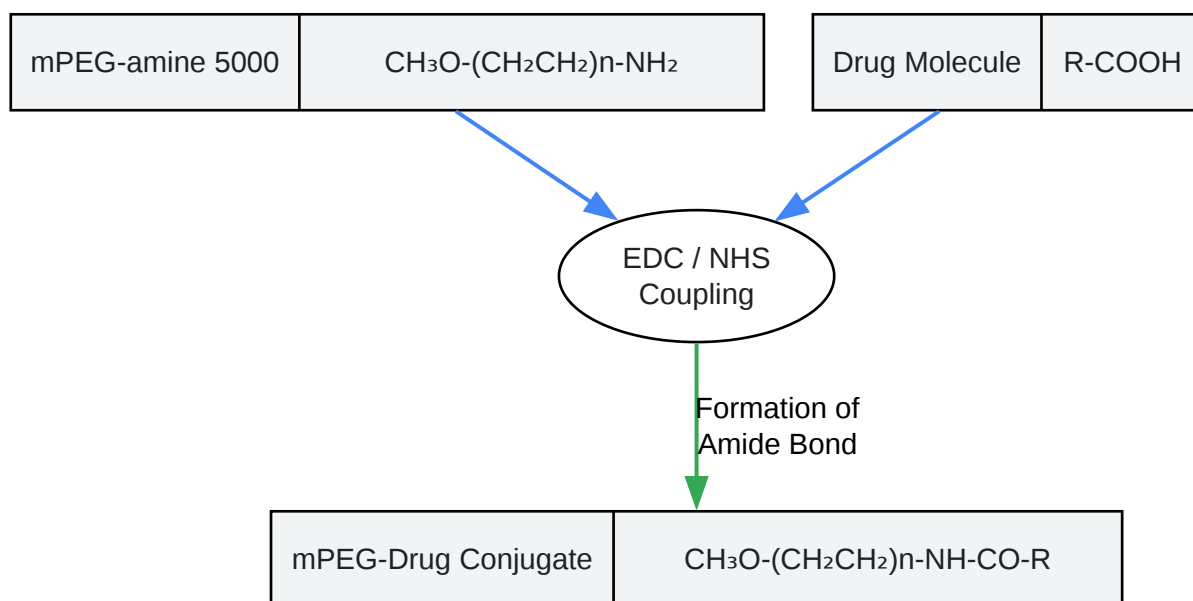 mPEG-amine 5000
CH₃O-(CH₂CH₂)n-NH₂
Drug Molecule
R-COOH
EDC / NHS
Coupling
Formation of
Amide Bond
mPEG-Drug Conjugate
CH₃O-(CH₂CH₂)n-NH-CO-R